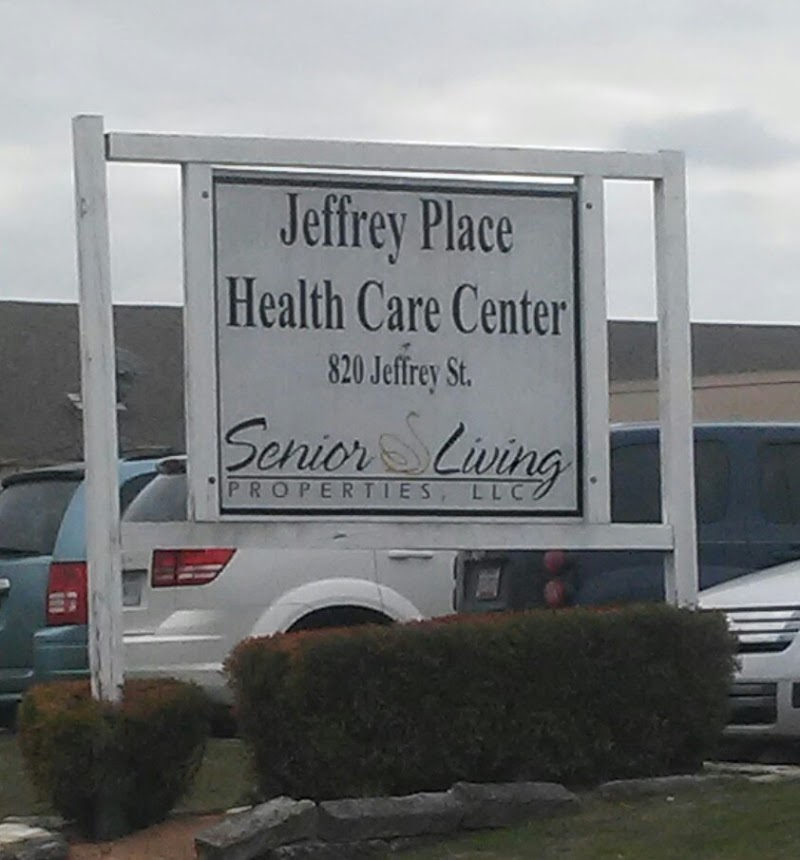 Jeffrey Place
Health Care Center
820 Jeffrey St.
Senior Living
PROPERTIES, LLC